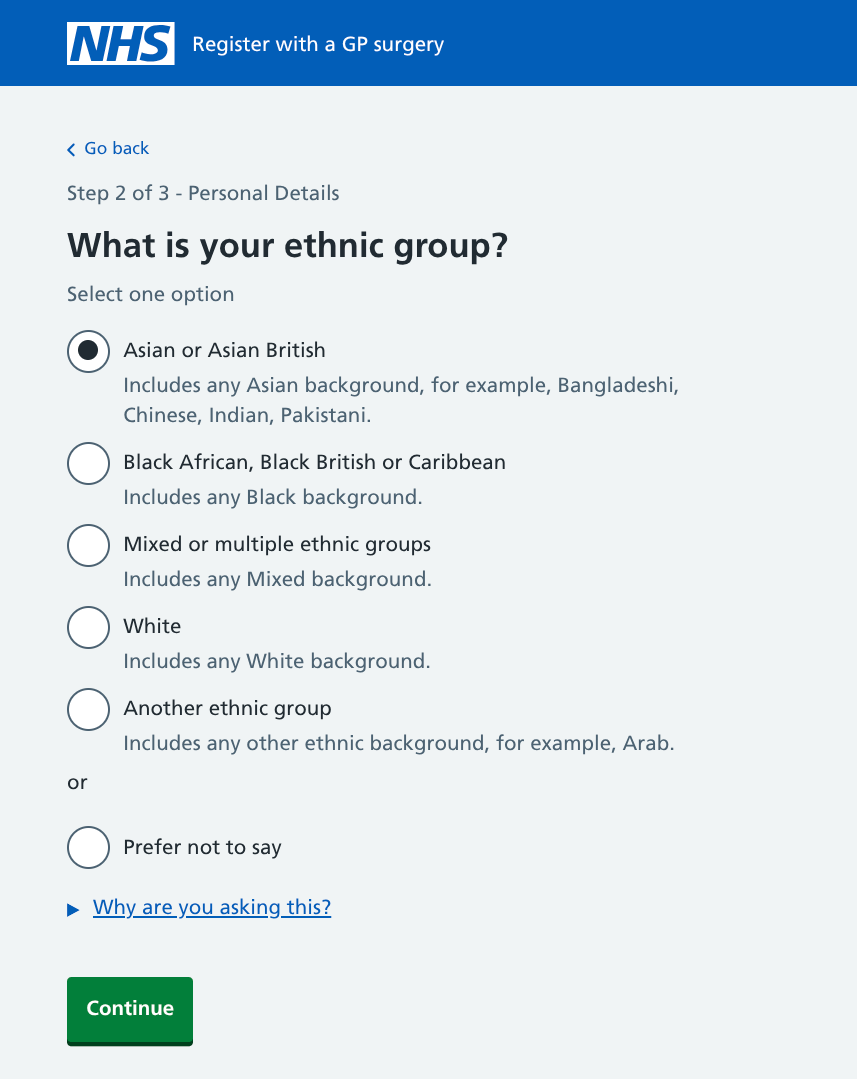 NHS Register with a GP surgery
Go back
Step 2 of 3 - Personal Details
What is your ethnic group?
Select one option
Asian or Asian British
Includes any Asian background, for example, Bangladeshi,
Chinese, Indian, Pakistani.
Black African, Black British or Caribbean
Includes any Black background.
Mixed or multiple ethnic groups
Includes any Mixed background.
White
Includes any White background.
Another ethnic group
Includes any other ethnic background, for example, Arab.
or
Prefer not to say
Why are you asking this?
Continue